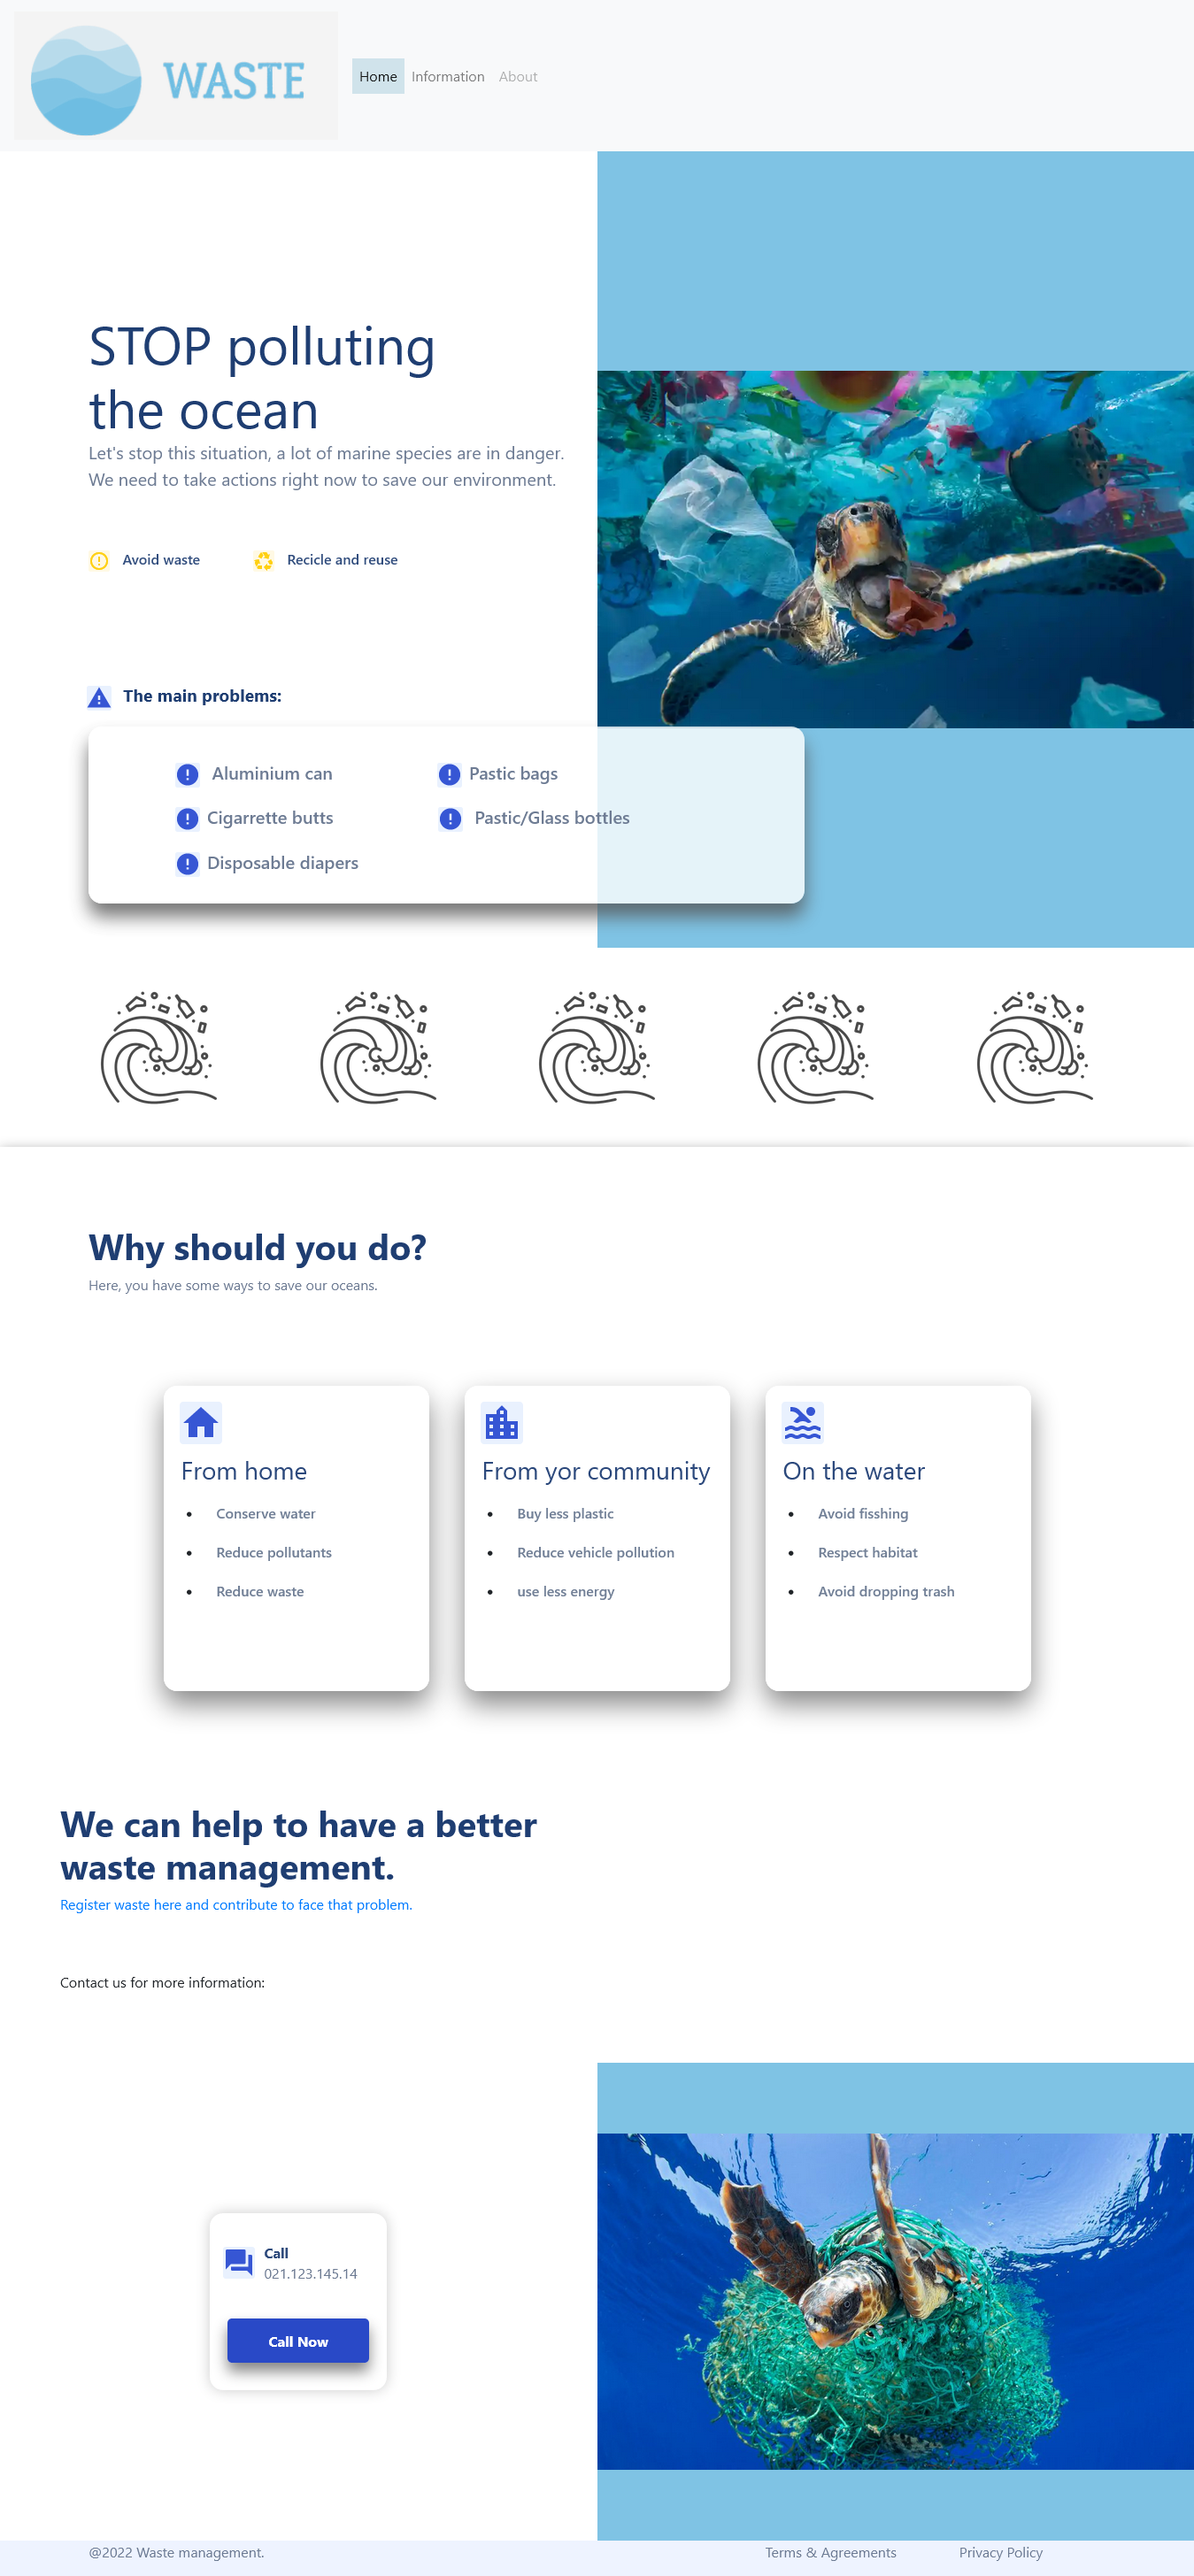 WASTE
Home Information About
STOP polluting
the ocean
Let's stop this situation, a lot of marine species are in danger.
We need to take actions right now to save our environment.
Avoid waste Recicle and reuse
The main problems:
Aluminium can Pastic bags
Cigarrette butts Pastic/Glass bottles
Disposable diapers
Why should you do?
Here, you have some ways to save our oceans.
From home
Conserve water
Reduce pollutants
Reduce waste
From yor community
Buy less plastic
Reduce vehicle pollution
use less energy
On the water
Avoid fisshing
Respect habitat
Avoid dropping trash
We can help to have a better
waste management.
Register waste here and contribute to face that problem.
Contact us for more information:
Call
021.123.145.14
Call Now
@2022 Waste management. Terms & Agreements Privacy Policy